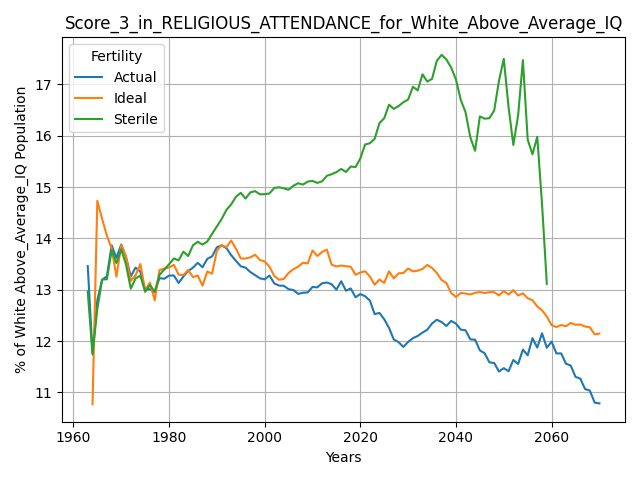 Score_3_in_RELIGIOUS_ATTENDANCE_for_White_Above_Average_IQ
Fertility
Actual
Ideal
Sterile
% of White Above_Average_IQ Population
17
16
15
14
13
12
11
1960
1980
2000
2020
2040
2060
Years